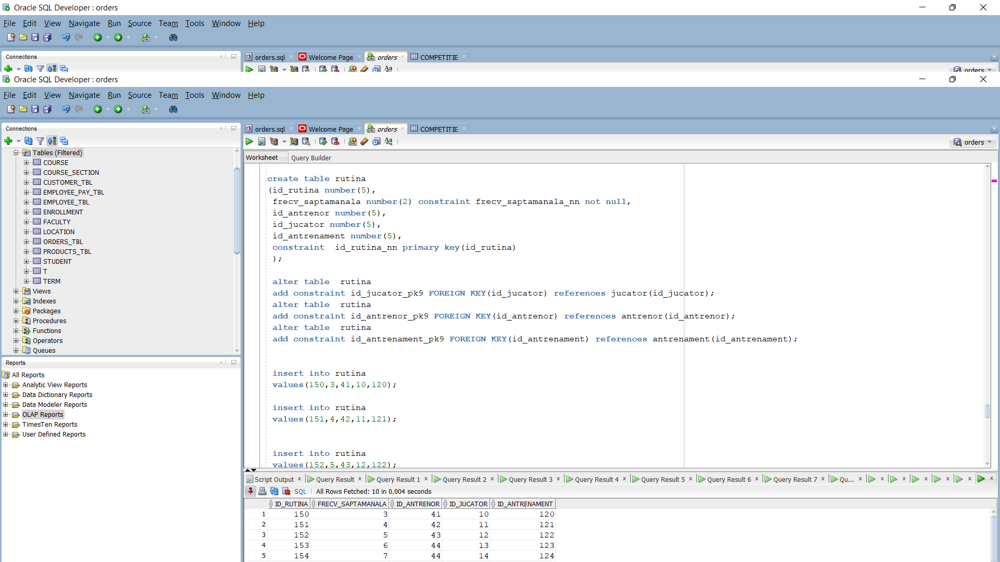 Oracle SQL Developer : orders
File Edit View Navigate Run Source Team Tools Window Help
Connections
orders.sql Welcome Page orders COMPETITIE
orders
Oracle SQL Developer : orders
File Edit View Navigate Run Source Team Tools Window Help
Connections
Tables (Filtered)
COURSE
COURSE_SECTION
CUSTOMER_TBL
EMPLOYEE_PAY_TBL
EMPLOYEE_TBL
ENROLLMENT
FACULTY
LOCATION
ORDERS_TBL
PRODUCTS_TBL
STUDENT
T
TERM
Views
Indexes
Packages
Procedures
Functions
Operators
Queues
Reports
All Reports
Analytic View Reports
Data Dictionary Reports
Data Modeler Reports
OLAP Reports
TimesTen Reports
User Defined Reports
orders.sql Welcome Page orders COMPETITIE
orders
Worksheet Query Builder
create table rutina
(id_rutina number(5),
frecv_saptamanala number(2) constraint frecv_saptamanala_nn not null,
id_antrenor number(5),
id_jucator number(5),
id_antrenament number(5),
constraint id_rutina_nn primary key(id_rutina)
);
alter table rutina
add constraint id_jucator_pk9 FOREIGN KEY(id_jucator) references jucator(id_jucator);
alter table rutina
add constraint id_antrenor_pk9 FOREIGN KEY(id_antrenor) references antrenor(id_antrenor);
alter table rutina
add constraint id_antrenament_pk9 FOREIGN KEY(id_antrenament) references antrenament(id_antrenament);
insert into rutina
values(150,3,41,10,120);
insert into rutina
values(151,4,42,11,121);
insert into rutina
values(152,5,43,12,122);
Script Output Query Result Query Result 1 Query Result 2 Query Result 3 Query Result 4 Query Result 5 Query Result 6 Query Result 7 Qu...
SQL All Rows Fetched: 10 in 0.004 seconds
ID_RUTINA FRECV_SAPTAMANALA ID_ANTRENOR ID_JUCATOR ID_ANTRENAMENT
1 150 3 41 10 120
2 151 4 42 11 121
3 152 5 43 12 122
4 153 6 44 13 123
5 154 7 44 14 124